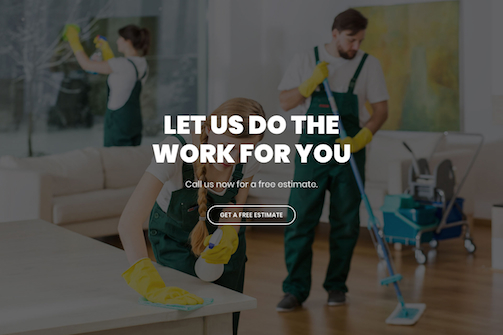 LET US DO THE
WORK FOR YOU
Call us now for a free estimate.
GET A FREE ESTIMATE